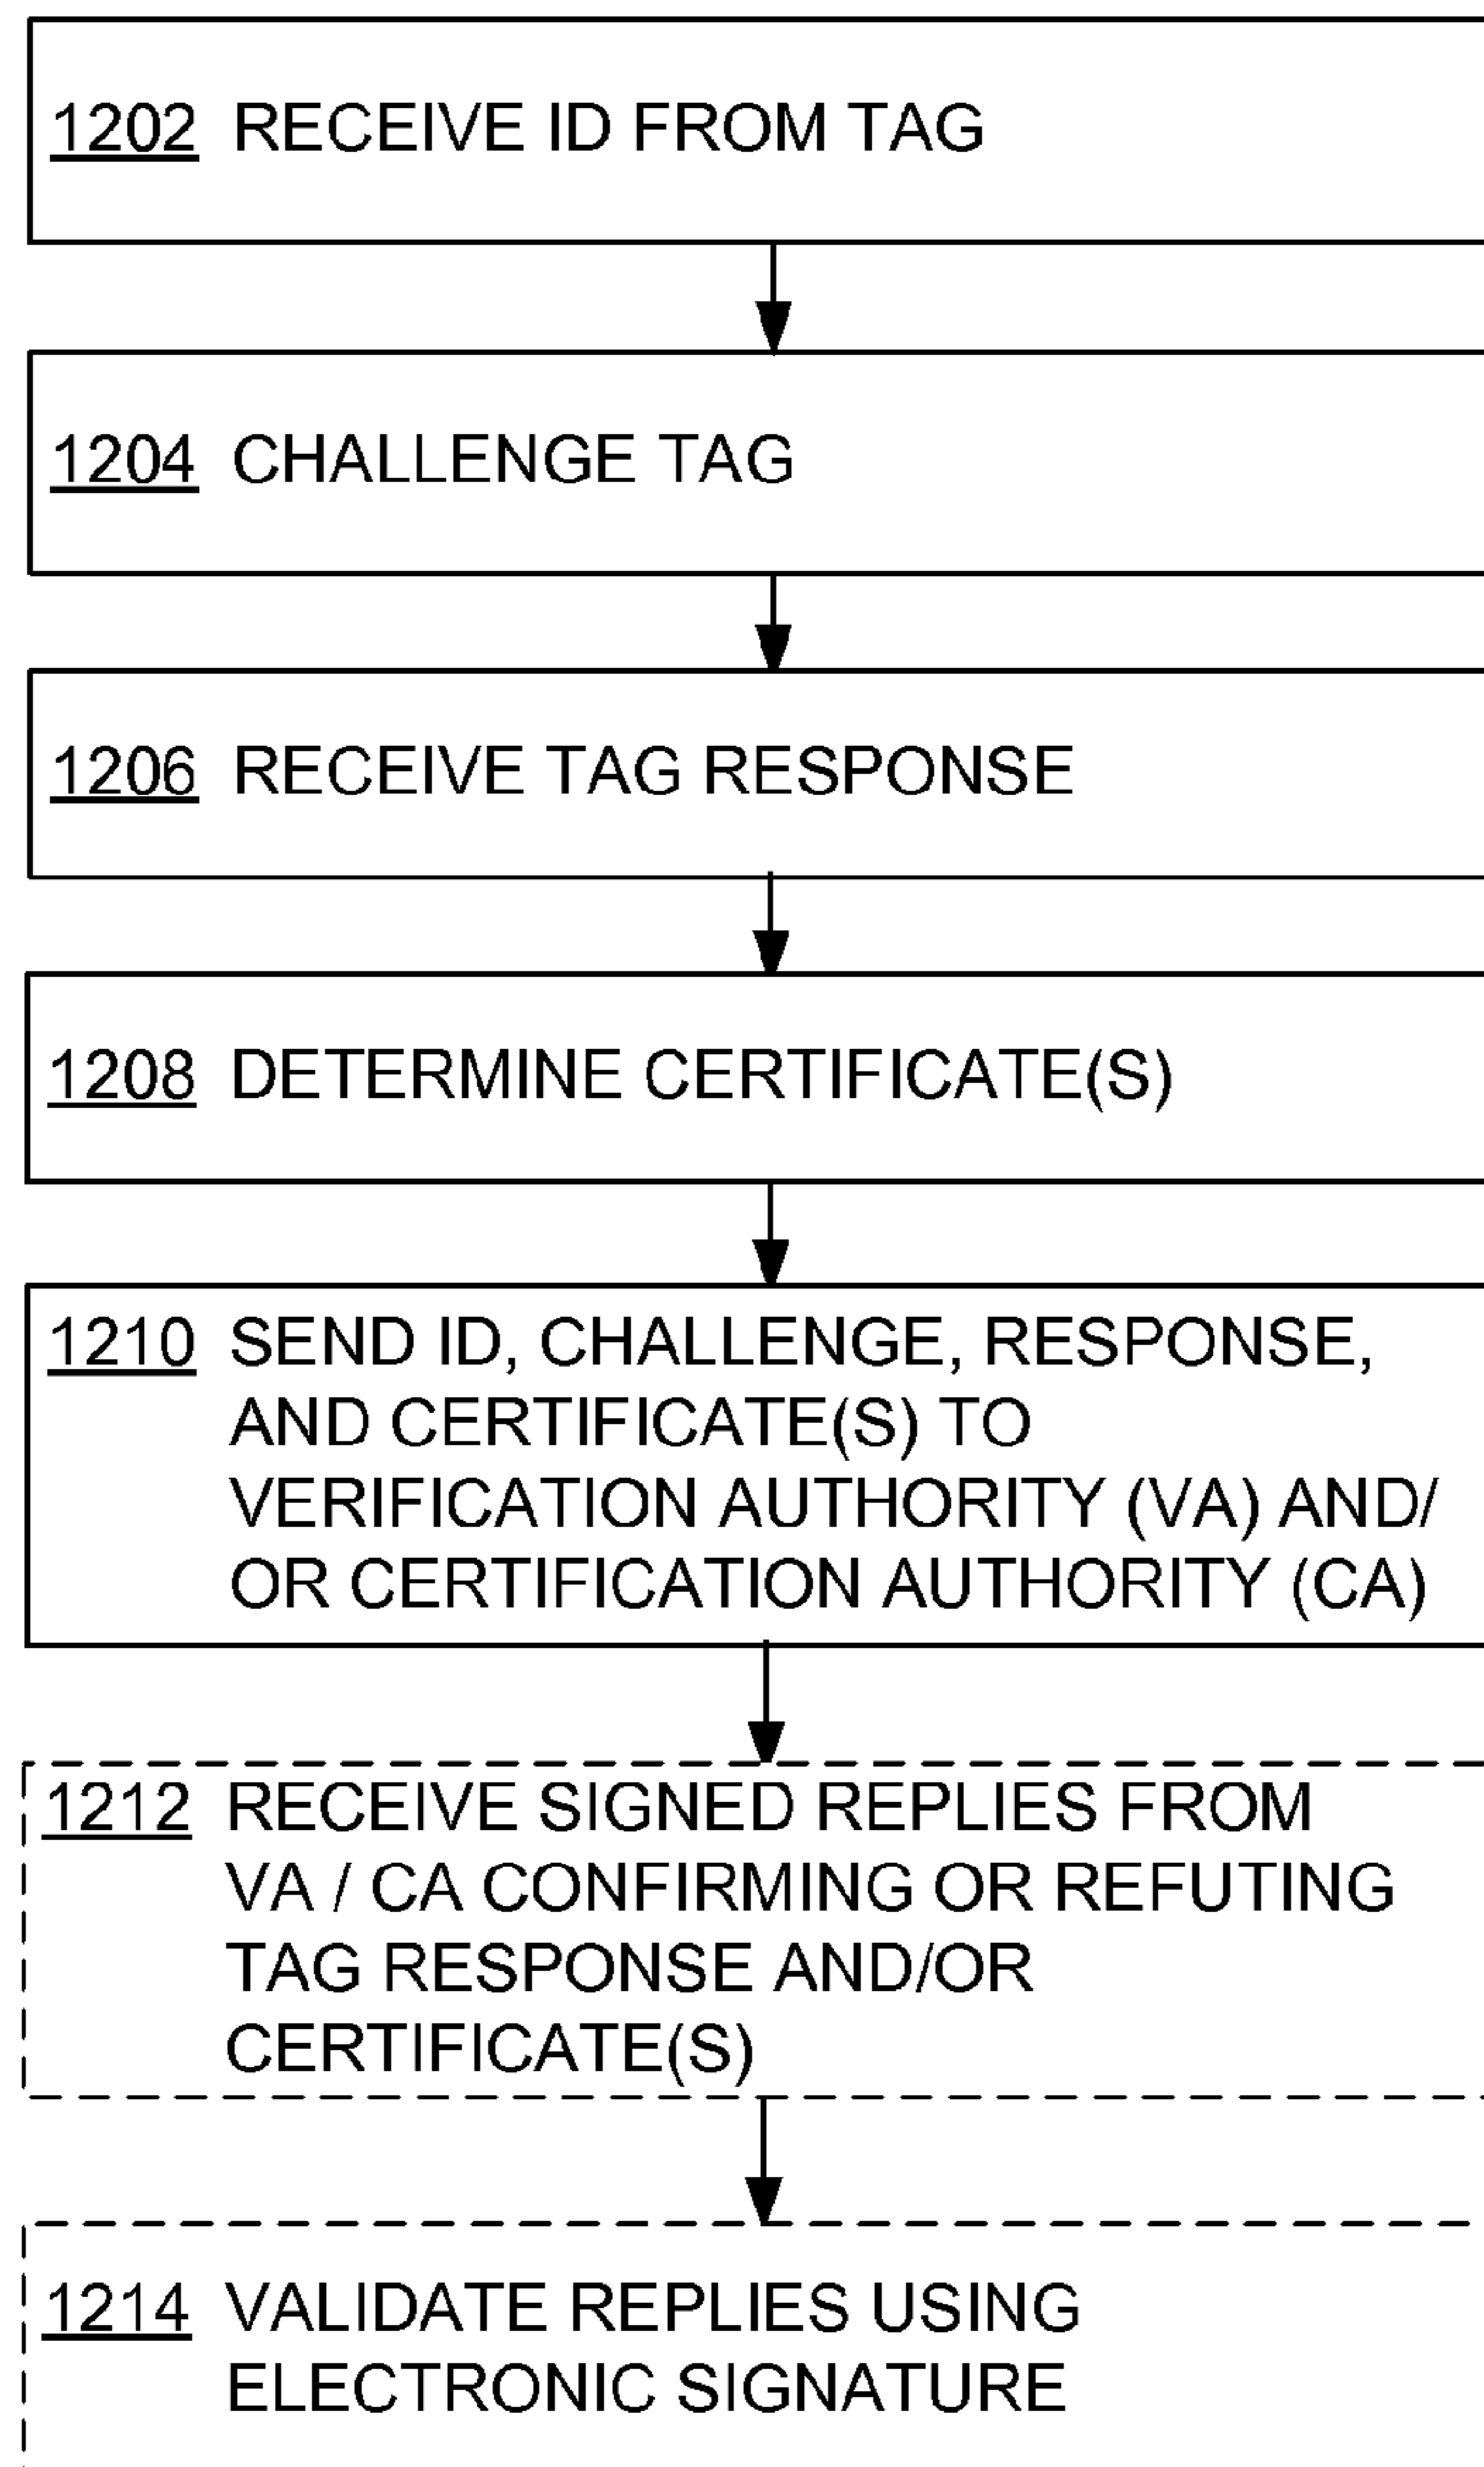 1202 RECEIVE ID FROM TAG
1204 CHALLENGE TAG
1206 RECEIVE TAG RESPONSE
1208 DETERMINE CERTIFICATE(S)
1210 SEND ID, CHALLENGE, RESPONSE,
AND CERTIFICATE(S) TO
VERIFICATION AUTHORITY (VA) AND/
OR CERTIFICATION AUTHORITY (CA)
1212 RECEIVE SIGNED REPLIES FROM
VA / CA CONFIRMING OR REFUTING
TAG RESPONSE AND/OR
CERTIFICATE(S)
1214 VALIDATE REPLIES USING
ELECTRONIC SIGNATURE